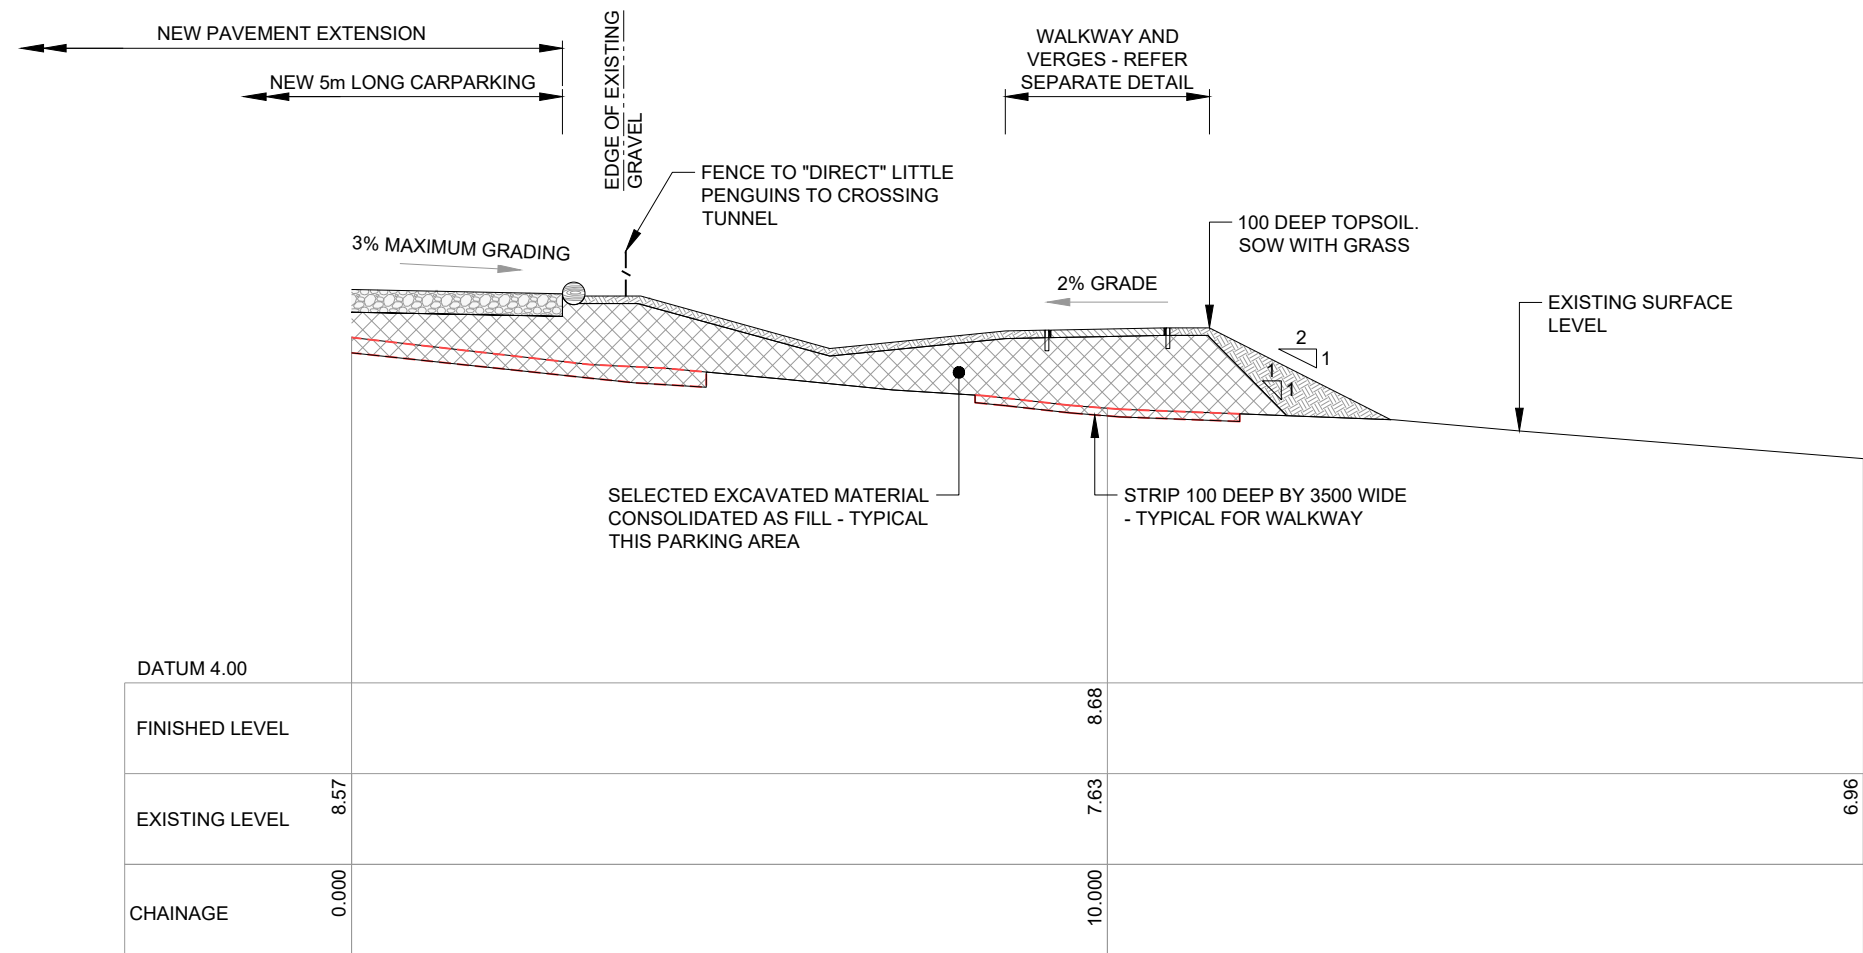 NEW PAVEMENT EXTENSION
NEW 5m LONG CARPARKING
EDGE OF EXISTING
GRAVEL
WALKWAY AND
VERGES - REFER
SEPARATE DETAIL
FENCE TO "DIRECT" LITTLE
PENGUINS TO CROSSING
TUNNEL
100 DEEP TOPSOIL.
SOW WITH GRASS
3% MAXIMUM GRADING
2% GRADE
EXISTING SURFACE
LEVEL
2
1
1
1
SELECTED EXCAVATED MATERIAL
CONSOLIDATED AS FILL - TYPICAL
THIS PARKING AREA
STRIP 100 DEEP BY 3500 WIDE
- TYPICAL FOR WALKWAY
DATUM 4.00
FINISHED LEVEL
8.68
EXISTING LEVEL
8.57
7.63
6.96
CHAINAGE
0.000
10.000